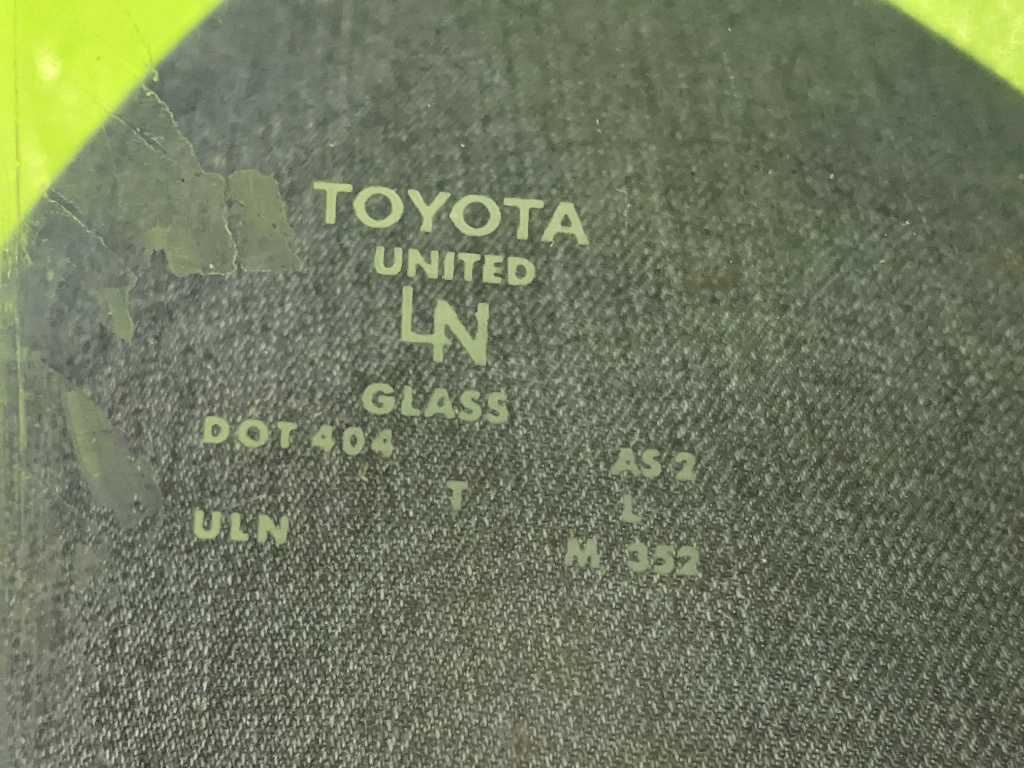 TOYOTA
UNITED
LN
GLASS
DOT 404 AS 2
T L
ULN M 352